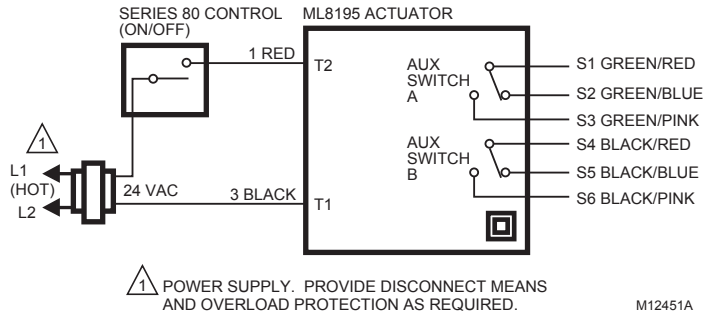 SERIES 80 CONTROL
(ON/OFF)
ML8195 ACTUATOR
1 RED
T2
AUX
SWITCH
A
S1 GREEN/RED
S2 GREEN/BLUE
S3 GREEN/PINK
AUX
SWITCH
B
S4 BLACK/RED
S5 BLACK/BLUE
S6 BLACK/PINK
1
L1
(HOT)
L2
24 VAC
3 BLACK
T1
1 POWER SUPPLY. PROVIDE DISCONNECT MEANS
AND OVERLOAD PROTECTION AS REQUIRED.
M12451A